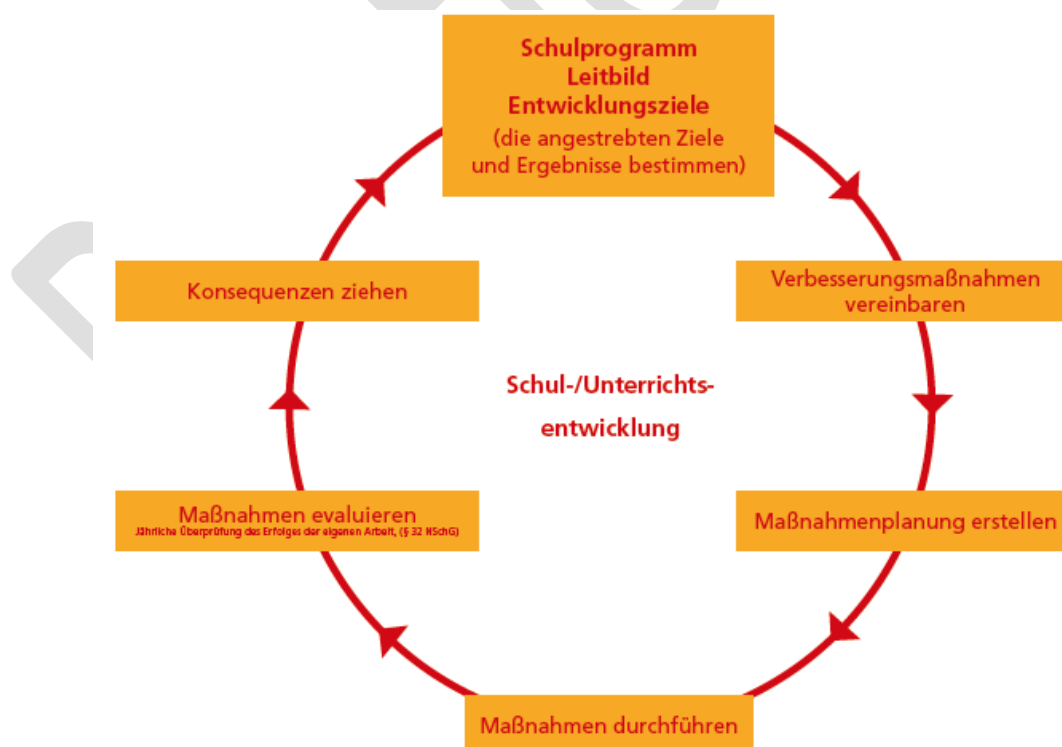 Schulprogramm
Leitbild
Entwicklungsziele
(die angestrebten Ziele
und Ergebnisse bestimmen)
Verbesserungsmaßnahmen
vereinbaren
Maßnahmenplanung erstellen
Maßnahmen durchführen
Maßnahmen evaluieren
Jährliche Überprüfung des Erfolges der eigenen Arbeit, (§ 32 NSchG)
Konsequenzen ziehen
Schul-/Unterrichts-
entwicklung